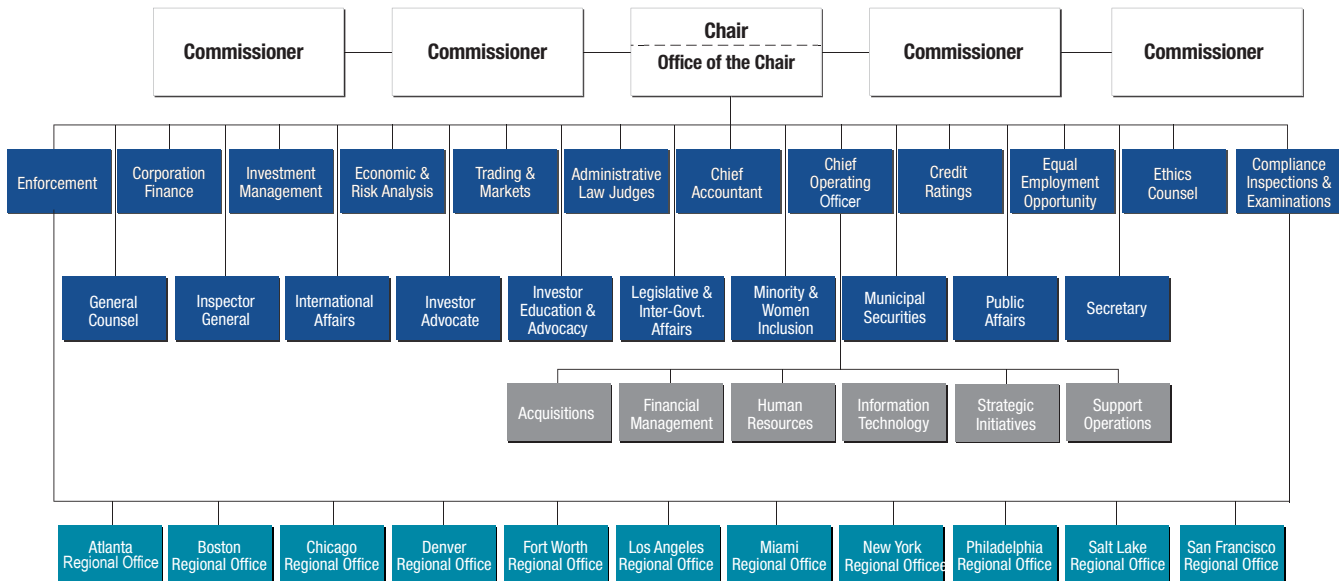 Commissioner
Commissioner
Chair
Office of the Chair
Commissioner
Commissioner
Enforcement
Corporation
Finance
Investment
Management
Economic &
Risk Analysis
Trading &
Markets
Administrative
Law Judges
Chief
Accountant
Chief
Operating
Officer
Credit
Ratings
Equal
Employment
Opportunity
Ethics
Counsel
Compliance
Inspections &
Examinations
General
Counsel
Inspector
General
International
Affairs
Investor
Advocate
Investor
Education &
Advocacy
Legislative &
Inter-Govt.
Affairs
Minority &
Women
Inclusion
Municipal
Securities
Public
Affairs
Secretary
Acquisitions
Financial
Management
Human
Resources
Information
Technology
Strategic
Initiatives
Support
Operations
Atlanta
Regional Office
Boston
Regional Office
Chicago
Regional Office
Denver
Regional Office
Fort Worth
Regional Office
Los Angeles
Regional Office
Miami
Regional Office
New York
Regional Officee
Philadelphia
Regional Office
Salt Lake
Regional Office
San Francisco
Regional Office